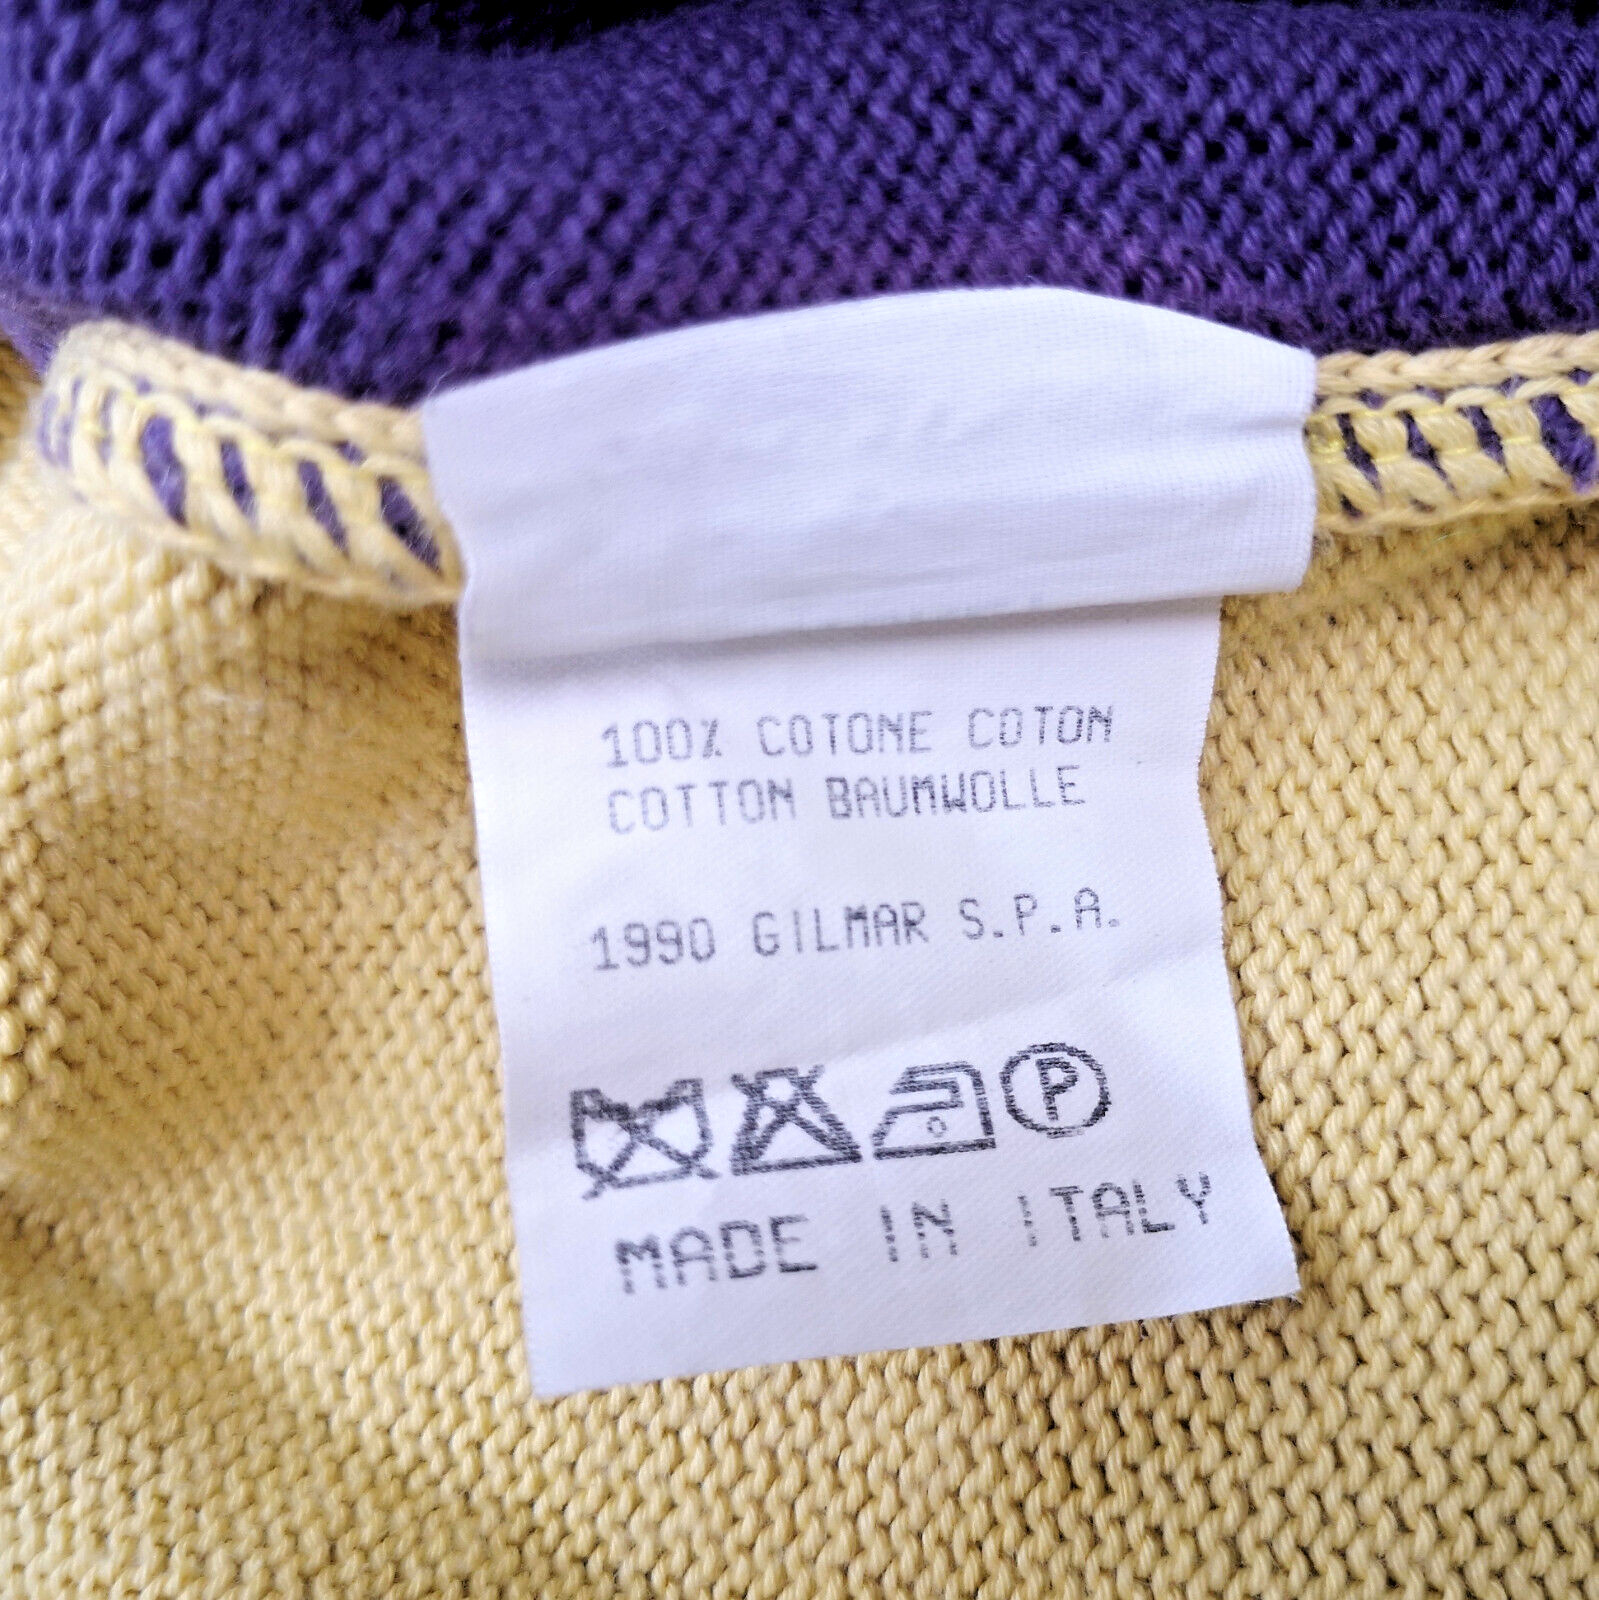 100% COTONE COTON
COTTON BAUMWOLLE
1990 GILMAR S.P.A.
P
MADE IN ITALY